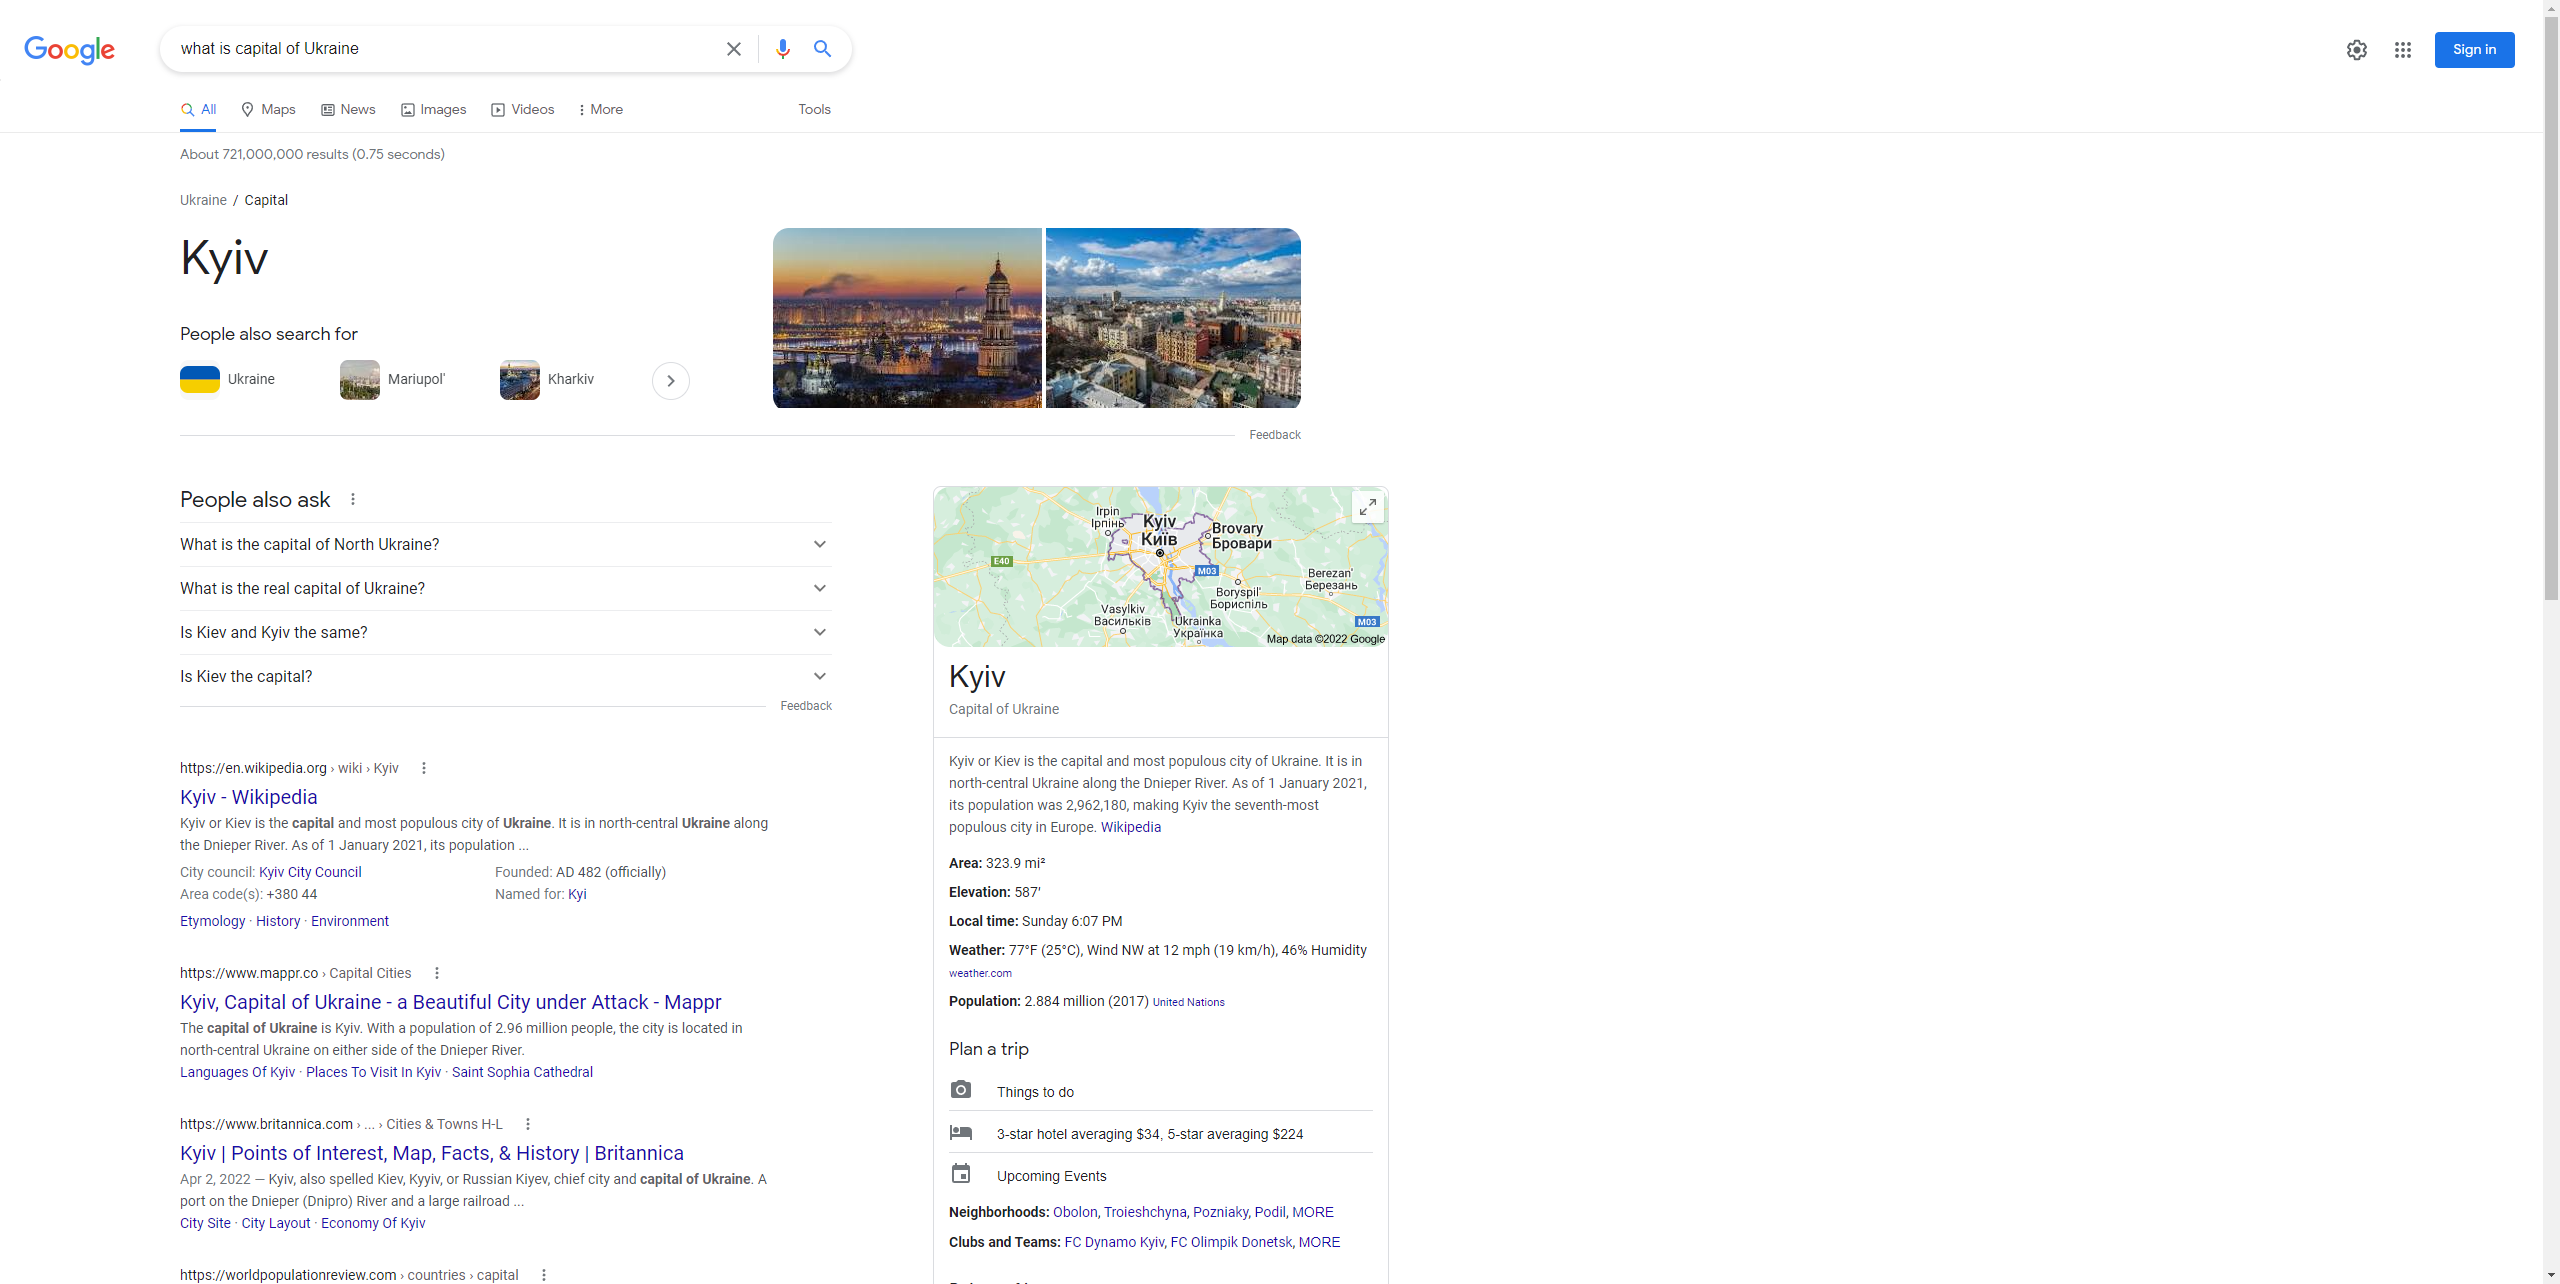 Google
what is capital of Ukraine
Sign in
All
Maps
News
Images
Videos
More
Tools
About 721,000,000 results (0.75 seconds)
Ukraine / Capital
Kyiv
People also search for
Ukraine
Mariupol'
Kharkiv
Feedback
People also ask
What is the capital of North Ukraine?
What is the real capital of Ukraine?
Is Kiev and Kyiv the same?
Is Kiev the capital?
Feedback
https://en.wikipedia.org › wiki › Kyiv
Kyiv - Wikipedia
Kyiv or Kiev is the capital and most populous city of Ukraine. It is in north-central Ukraine along
the Dnieper River. As of 1 January 2021, its population ...
City council: Kyiv City Council
Founded: AD 482 (officially)
Area code(s): +380 44
Named for: Kyi
Etymology · History · Environment
https://www.mappr.co › Capital Cities
Kyiv, Capital of Ukraine - a Beautiful City under Attack - Mappr
The capital of Ukraine is Kyiv. With a population of 2.96 million people, the city is located in
north-central Ukraine on either side of the Dnieper River.
Languages Of Kyiv · Places To Visit In Kyiv · Saint Sophia Cathedral
https://www.britannica.com › ... › Cities & Towns H-L
Kyiv | Points of Interest, Map, Facts, & History | Britannica
Apr 2, 2022 — Kyiv, also spelled Kiev, Kyyiv, or Russian Kiyev, chief city and capital of Ukraine. A
port on the Dnieper (Dnipro) River and a large railroad ...
City Site · City Layout · Economy Of Kyiv
https://worldpopulationreview.com › countries › capital
Irpin
Ірпінь
Kyiv
Київ
Brovary
Бровари
E40
M03
Berezan'
Березань
Boryspil'
Бориспіль
Vasylkiv
Васильків
Ukrainka
Українка
M03
Map data ©2022 Google
Kyiv
Capital of Ukraine
Kyiv or Kiev is the capital and most populous city of Ukraine. It is in
north-central Ukraine along the Dnieper River. As of 1 January 2021,
its population was 2,962,180, making Kyiv the seventh-most
populous city in Europe. Wikipedia
Area: 323.9 mi²
Elevation: 587′
Local time: Sunday 6:07 PM
Weather: 77°F (25°C), Wind NW at 12 mph (19 km/h), 46% Humidity
weather.com
Population: 2.884 million (2017) United Nations
Plan a trip
Things to do
3-star hotel averaging $34, 5-star averaging $224
Upcoming Events
Neighborhoods: Obolon, Troieshchyna, Pozniaky, Podil, MORE
Clubs and Teams: FC Dynamo Kyiv, FC Olimpik Donetsk, MORE